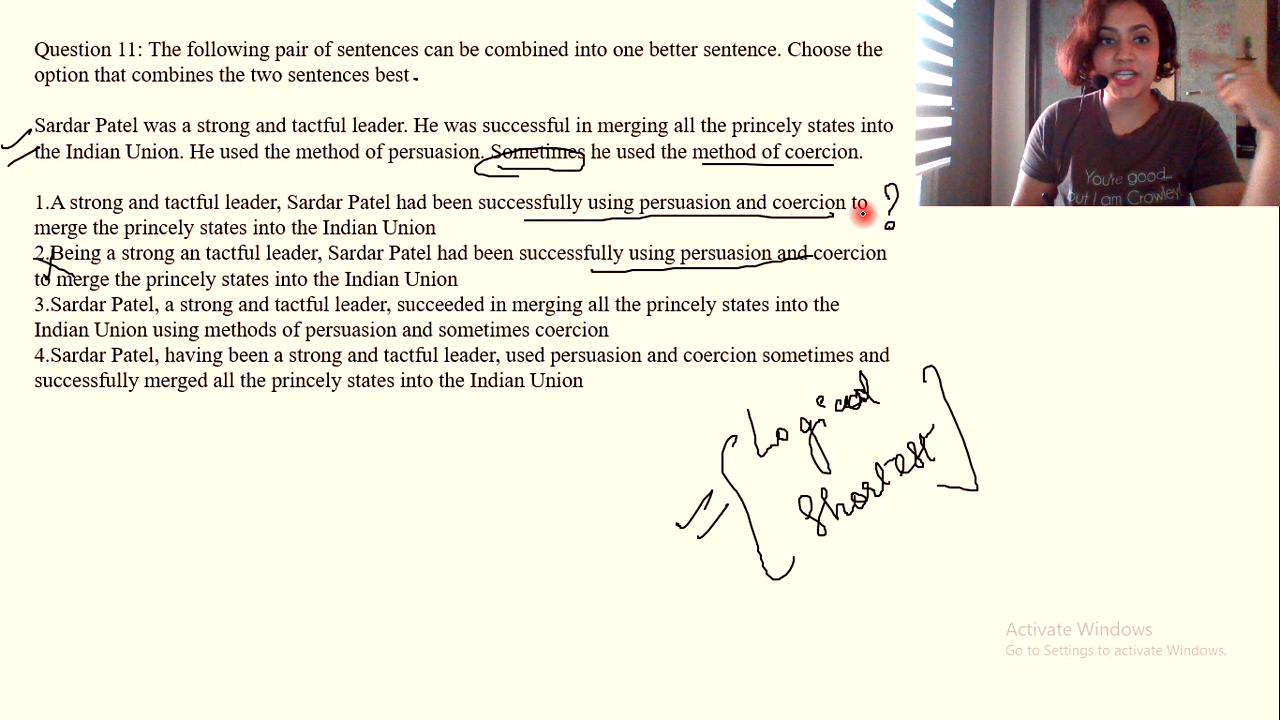 Question 11: The following pair of sentences can be combined into one better sentence. Choose the
option that combines the two sentences best.
Sardar Patel was a strong and tactful leader. He was successful in merging all the princely states into
the Indian Union. He used the method of persuasion. Sometimes he used the method of coercion.
1.A strong and tactful leader, Sardar Patel had been successfully using persuasion and coercion to
merge the princely states into the Indian Union
?
2.Being a strong an tactful leader, Sardar Patel had been successfully using persuasion and coercion
to merge the princely states into the Indian Union
3.Sardar Patel, a strong and tactful leader, succeeded in merging all the princely states into the
Indian Union using methods of persuasion and sometimes coercion
4.Sardar Patel, having been a strong and tactful leader, used persuasion and coercion sometimes and
successfully merged all the princely states into the Indian Union
Logical
Shortest
You're good...
but I am Crowley!
Activate Windows
Go to Settings to activate Windows.